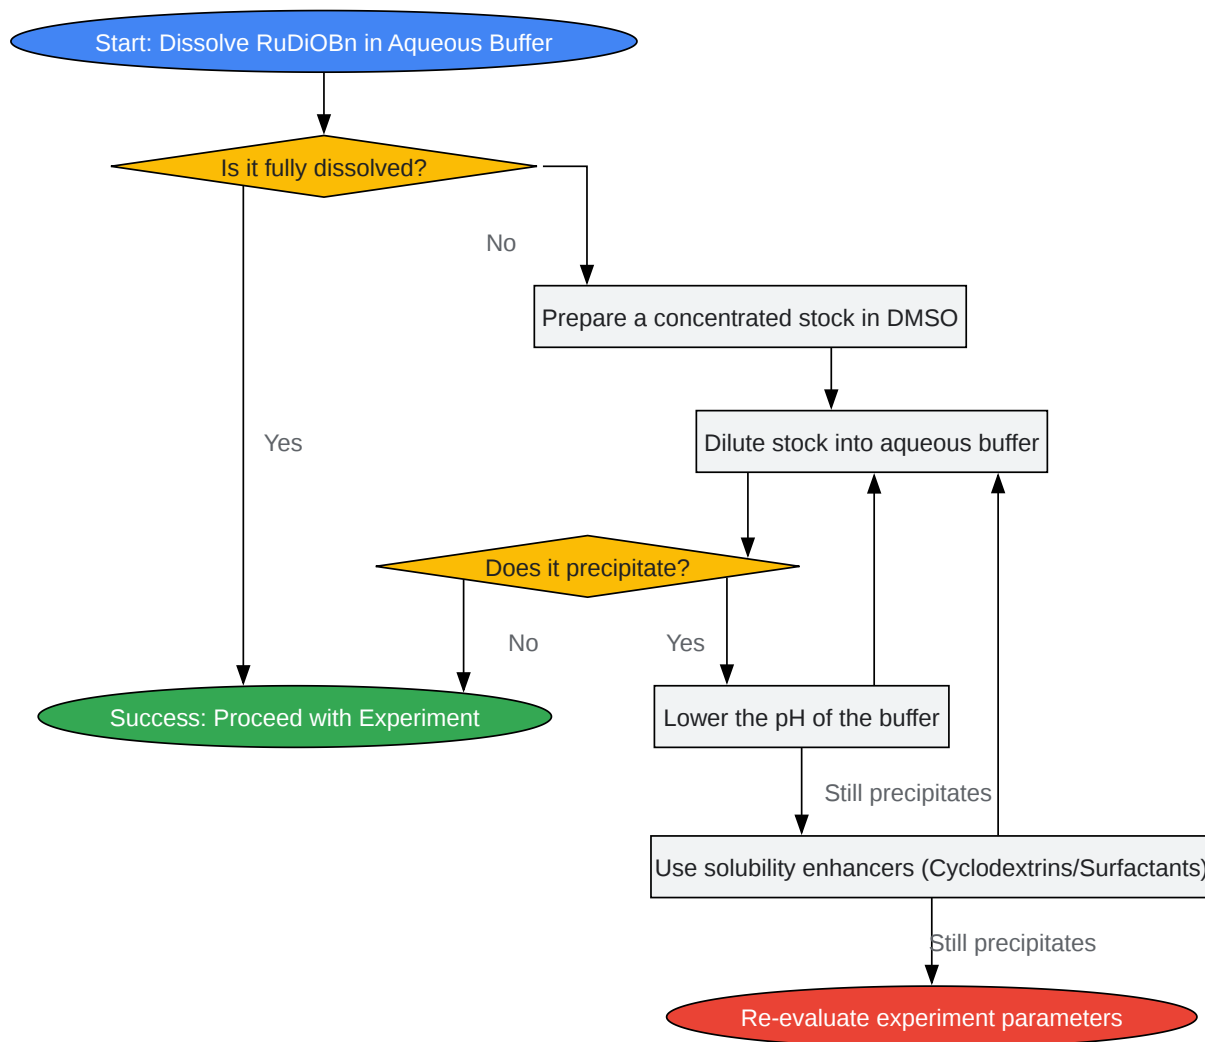 Start: Dissolve RuDiOBn in Aqueous Buffer
Is it fully dissolved?
No
Prepare a concentrated stock in DMSO
Yes
Dilute stock into aqueous buffer
Does it precipitate?
No
Yes
Success: Proceed with Experiment
Lower the pH of the buffer
Still precipitates
Use solubility enhancers (Cyclodextrins/Surfactants)
Still precipitates
Re-evaluate experiment parameters